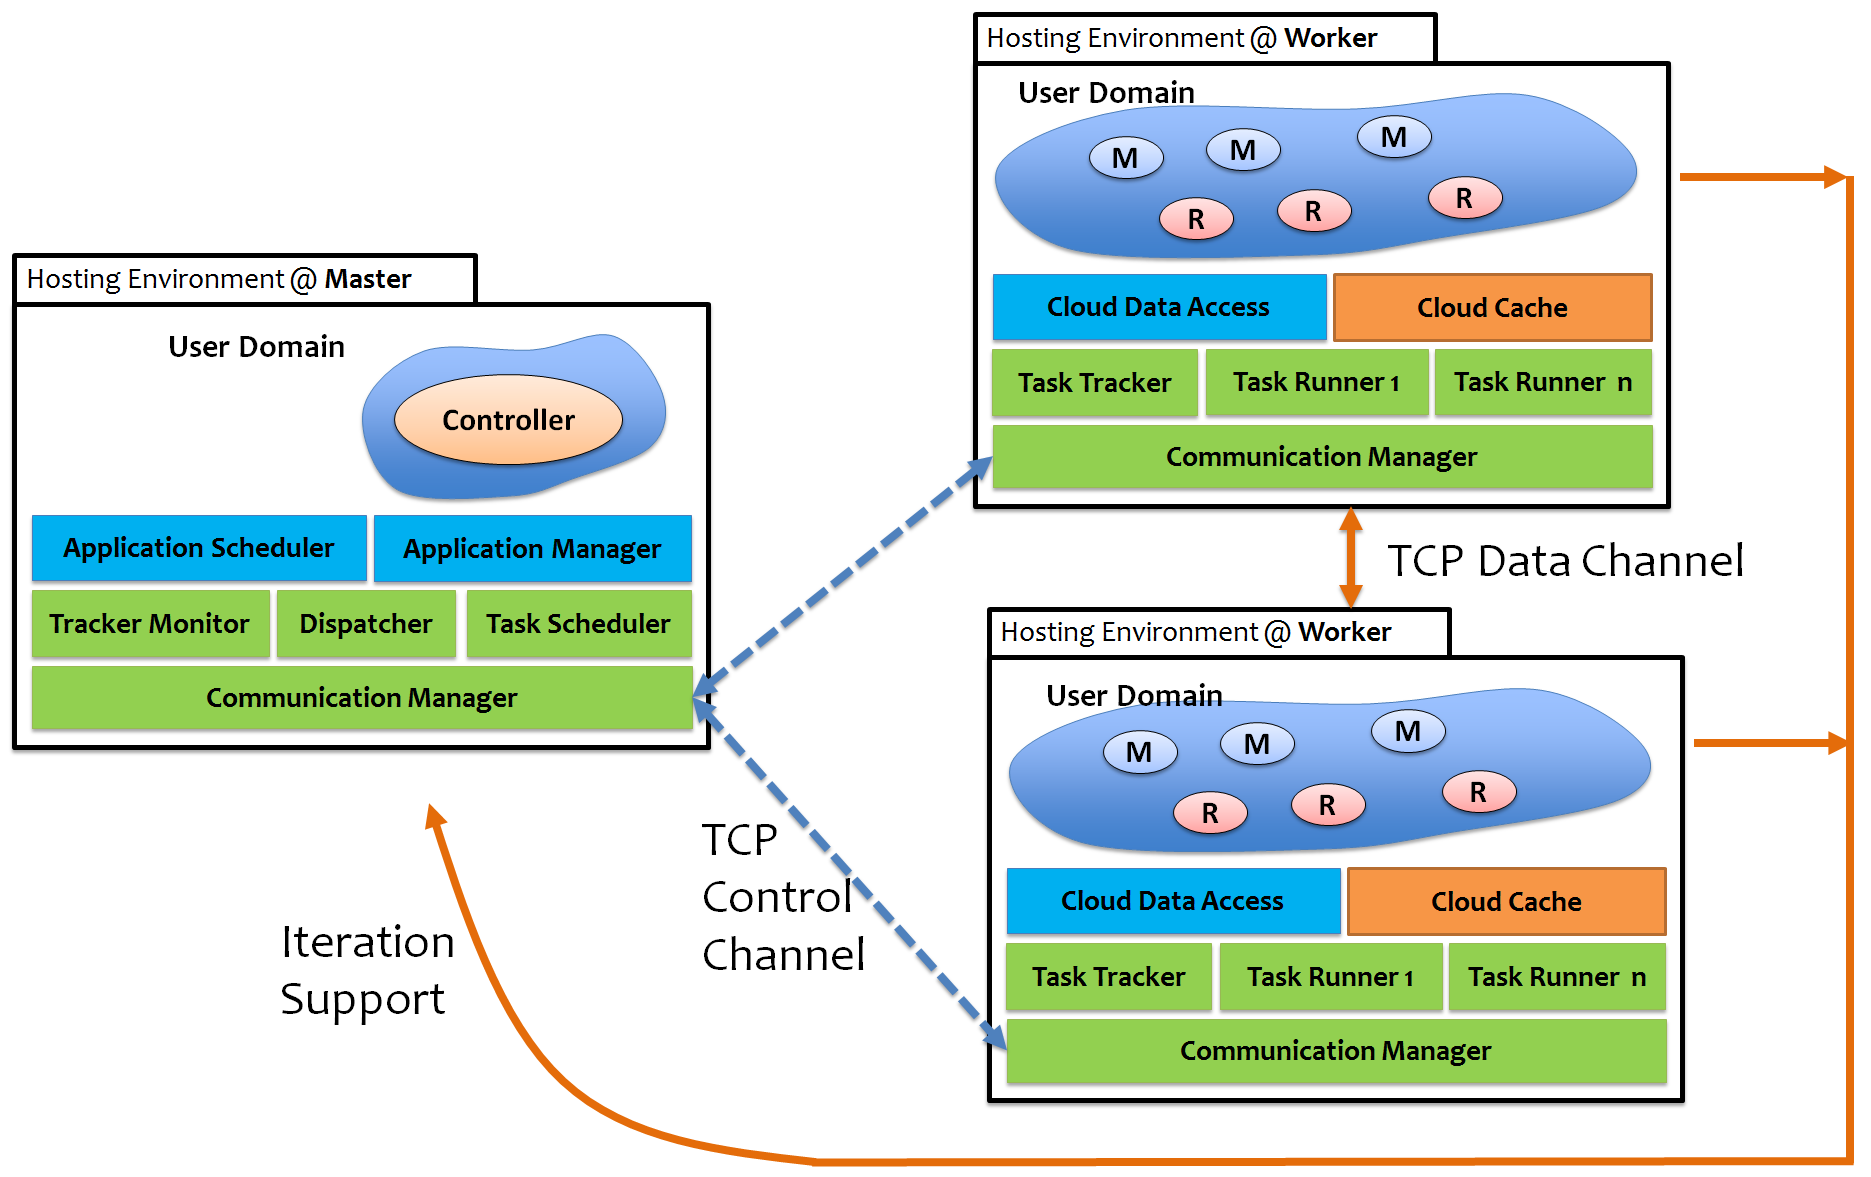 Hosting Environment @ Worker
User Domain
M
M
M
R
R
R
Cloud Data Access
Cloud Cache
Task Tracker
Task Runner 1
Task Runner n
Communication Manager
Hosting Environment @ Master
User Domain
Controller
Application Scheduler
Application Manager
Tracker Monitor
Dispatcher
Task Scheduler
Communication Manager
TCP Data Channel
Hosting Environment @ Worker
User Domain
M
M
M
R
R
R
Cloud Data Access
Cloud Cache
Task Tracker
Task Runner 1
Task Runner n
Communication Manager
TCP
Control
Channel
Iteration
Support